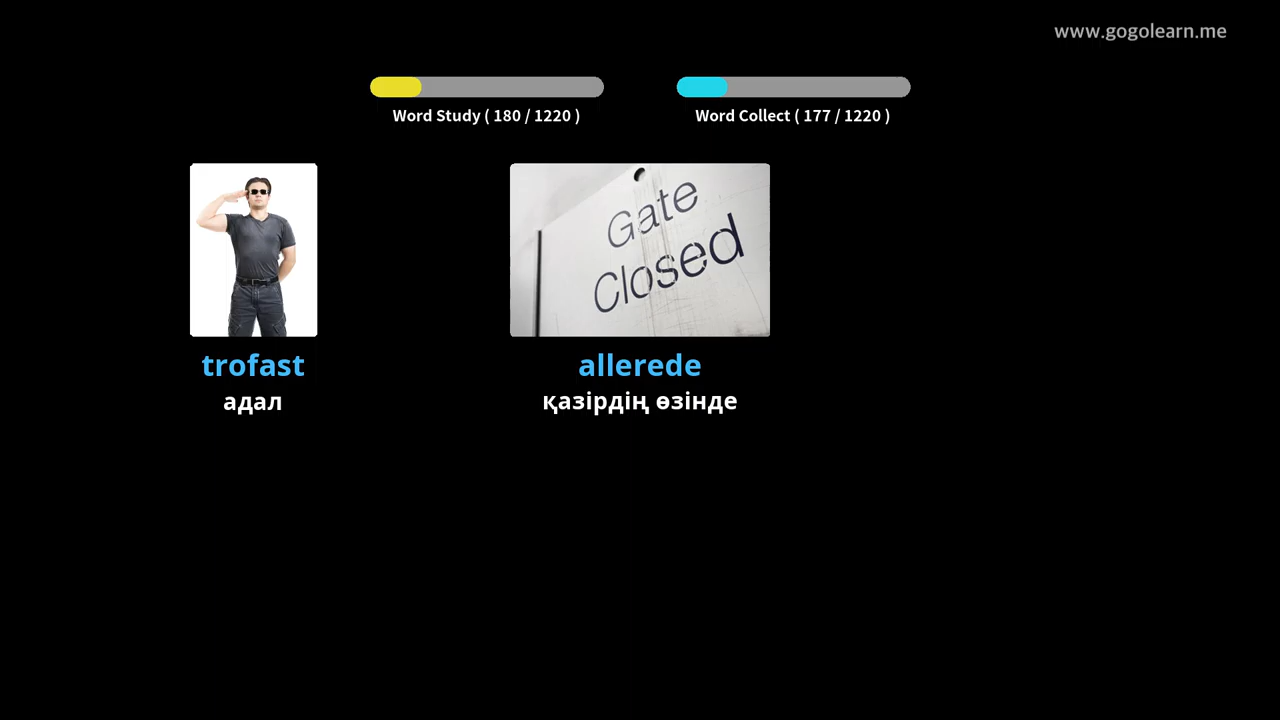 www.gogolearn.me
Word Study ( 180 / 1220 )
Word Collect ( 177 / 1220 )
Gate
Closed
trofast
allerede
адал
қазірдің өзінде